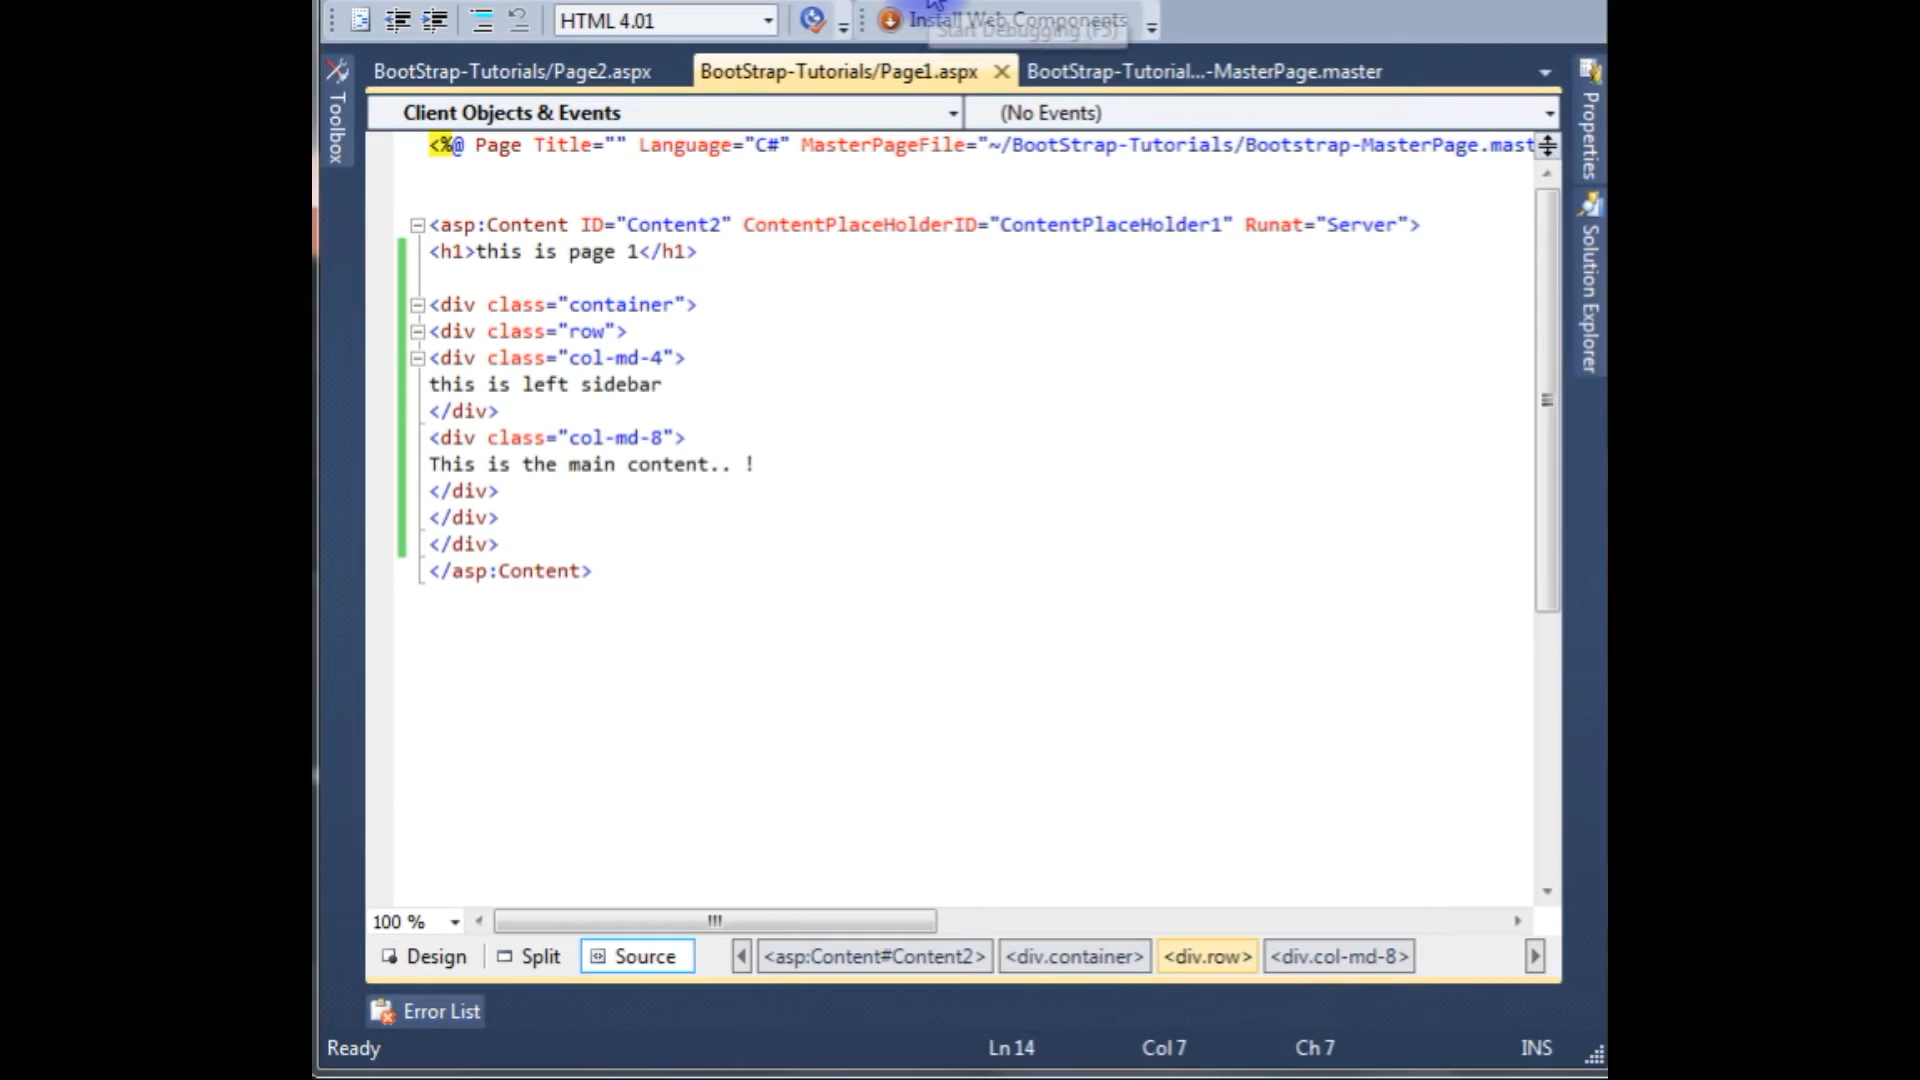 HTML 4.01
Install Web Components
Start Debugging (F5)
BootStrap-Tutorials/Page2.aspx
BootStrap-Tutorials/Page1.aspx
BootStrap-Tutorial...-MasterPage.master
Toolbox
Properties
Solution Explorer
Client Objects & Events
(No Events)
<%@ Page Title="" Language="C#" MasterPageFile="~/BootStrap-Tutorials/Bootstrap-MasterPage.mast
<asp:Content ID="Content2" ContentPlaceHolderID="ContentPlaceHolder1" Runat="Server">
<h1>this is page 1</h1>
<div class="container">
<div class="row">
<div class="col-md-4">
this is left sidebar
</div>
<div class="col-md-8">
This is the main content.. !
</div>
</div>
</div>
</asp:Content>
100 %
Design
Split
Source
<asp:Content#Content2>
<div.container>
<div.row>
<div.col-md-8>
Error List
Ready
Ln 14
Col 7
Ch 7
INS